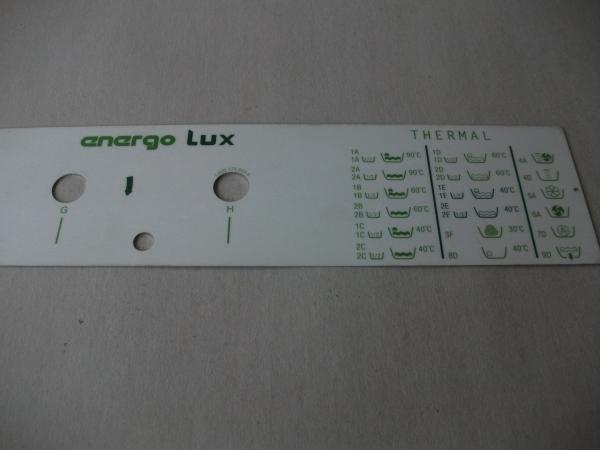 energo Lux
THERMAL
G
H
1A
1A 90°C
2A
2A 90°C
1B
1B 60°C
2B
2B 60°C
1C
1C 40°C
2C
2C 40°C
1D
1D 60°C
2D
2D 60°C
1E
1E 40°C
2E
2E 40°C
3F 30°C
8D 40°C
4A
4D
5A
6A
7D
9D